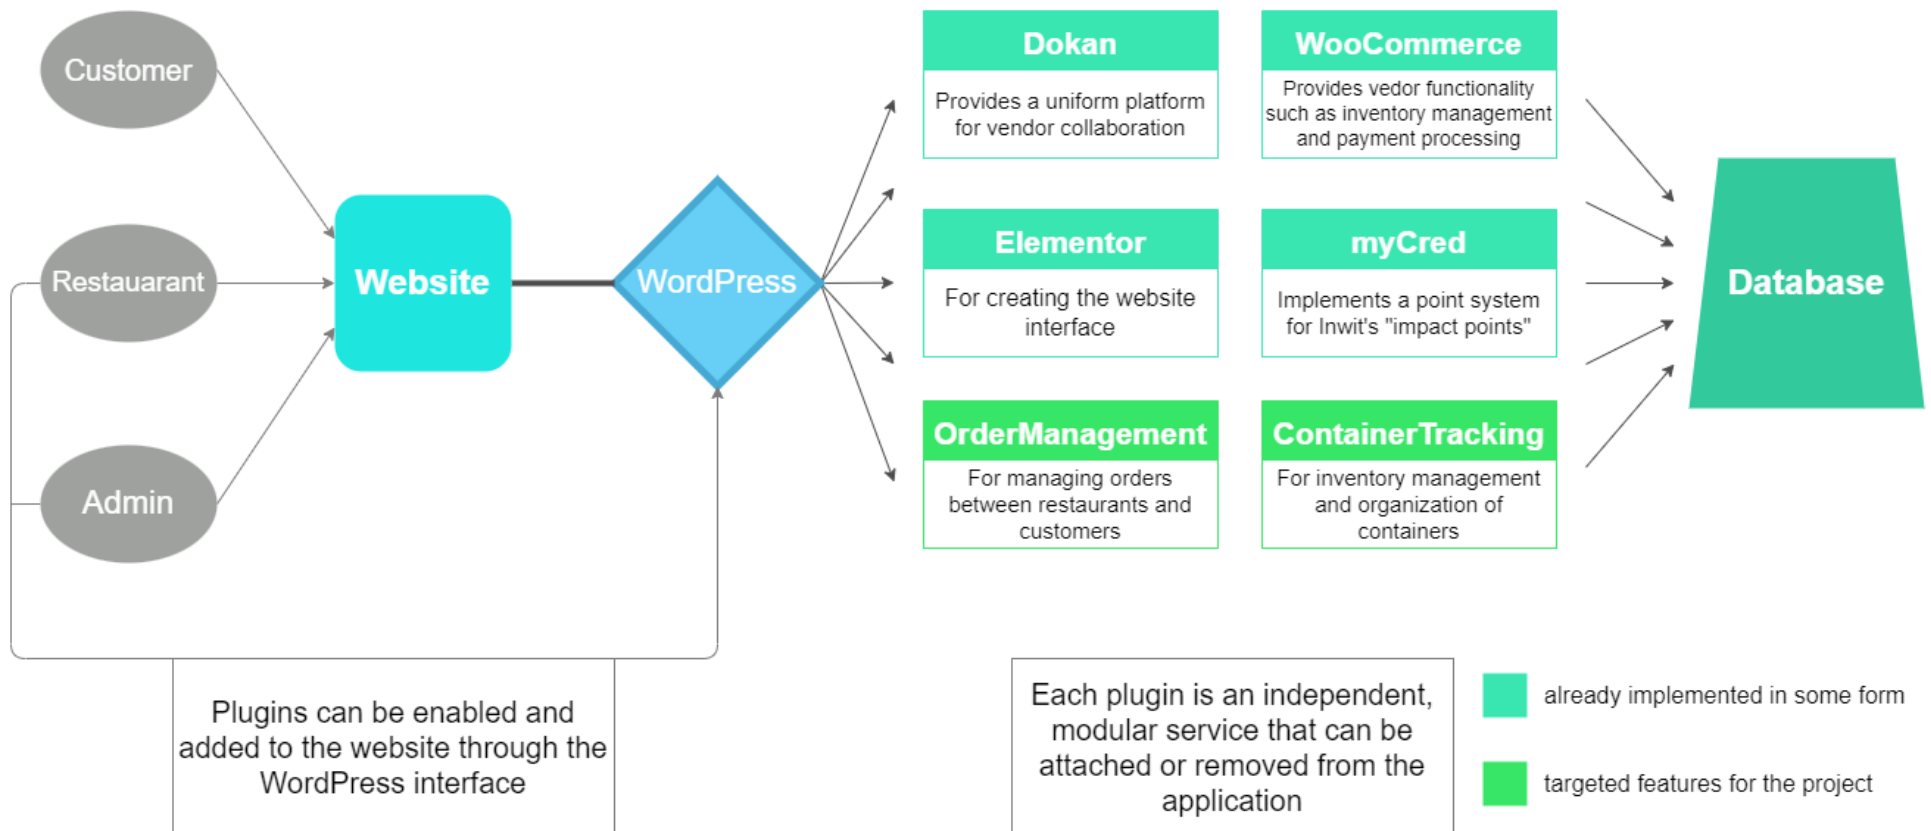 Customer
Restauarant
Admin
Website
WordPress
Dokan
Provides a uniform platform
for vendor collaboration
WooCommerce
Provides vedor functionality
such as inventory management
and payment processing
Elementor
For creating the website
interface
myCred
Implements a point system
for Inwit's "impact points"
OrderManagement
For managing orders
between restaurants and
customers
ContainerTracking
For inventory management
and organization of
containers
Database
Plugins can be enabled and
added to the website through the
WordPress interface
Each plugin is an independent,
modular service that can be
attached or removed from the
application
already implemented in some form
targeted features for the project